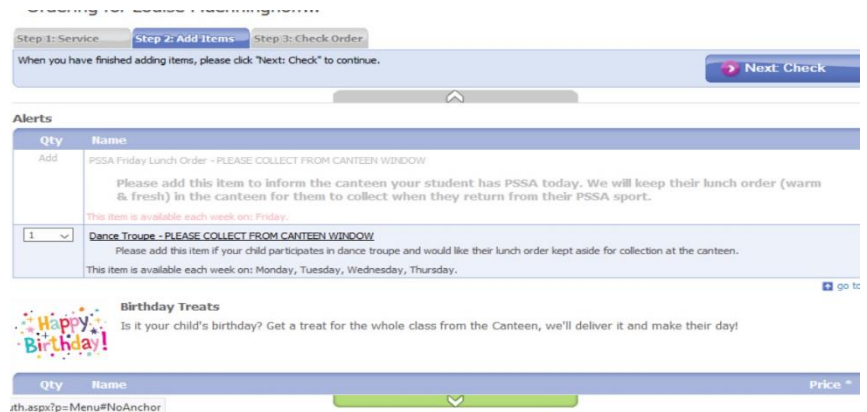 Ordering for Louise
Step 1: Service Step 2: Add Items Step 3: Check Order
When you have finished adding items, please click "Next: Check" to continue.
Next: Check
Alerts
Qty Name
Add PSSA Friday Lunch Order - PLEASE COLLECT FROM CANTEEN WINDOW
Please add this item to inform the canteen your student has PSSA today. We will keep their lunch order (warm
& fresh) in the canteen for them to collect when they return from their PSSA sport.
This item is available each week on: Friday.
1 Dance Troupe - PLEASE COLLECT FROM CANTEEN WINDOW
Please add this item if your child participates in dance troupe and would like their lunch order kept aside for collection at the canteen.
This item is available each week on: Monday, Tuesday, Wednesday, Thursday.
go to
Happy
Birthday!
Birthday Treats
Is it your child's birthday? Get a treat for the whole class from the Canteen, we'll deliver it and make their day!
Qty Name Price *
uth.aspx?p=Menu#NoAnchor